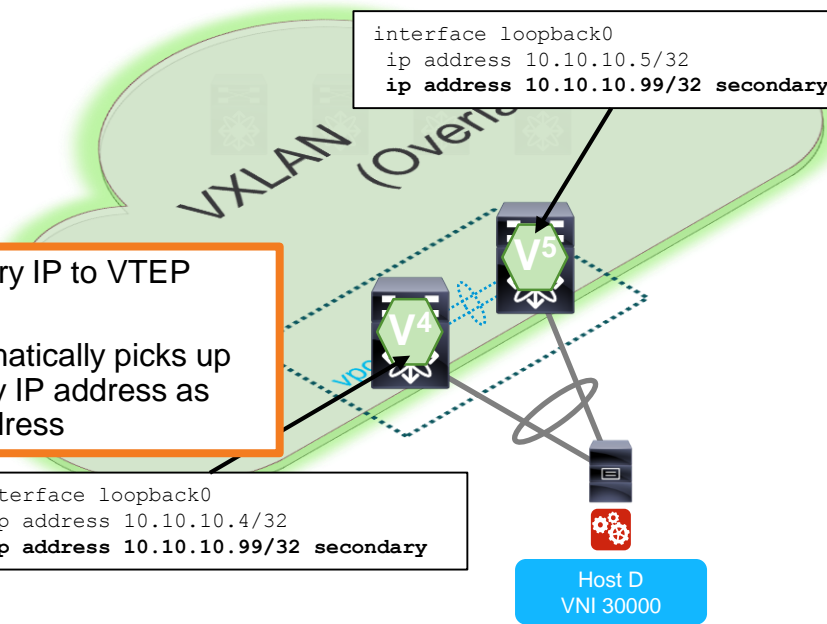 interface loopback0
ip address 10.10.10.5/32
ip address 10.10.10.99/32 secondary
VXLAN
V5
ry IP to VTEP
V4
matically picks up
y IP address as
dress
terface loopback0
p address 10.10.10.4/32
p address 10.10.10.99/32 secondary
Host D
VNI 30000